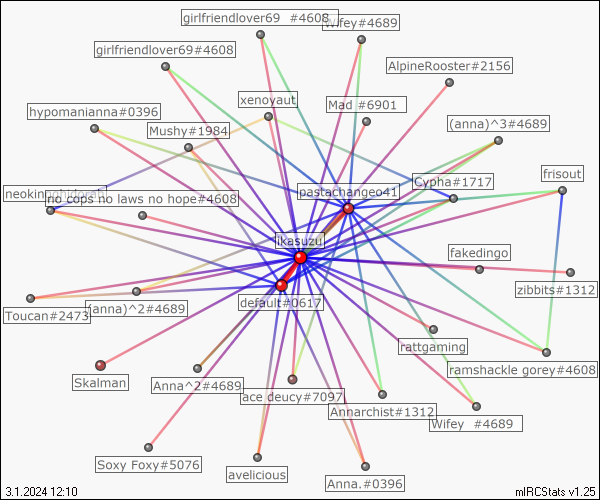 girlfriendlover69 #4608
Wifey#4689
girlfriendlover69#4608
AlpineRooster#2156
xenoyaut
hypomanianna#0396
Mad #6901
Mushy#1984
(anna)^3#4689
frisout
Cypha#1717
pastachangeo41
no cops no laws no hope#4608
ikasuzu
fakedingo
zibbits#1312
default#0617
Toucan#2473
(anna)^2#4689
rattgaming
ramshackle gorey#4608
Skalman
Anna^2#4689
ace deucy#7097
Annarchist#1312
Wifey #4689
Soxy Foxy#5076
avelicious
Anna.#0396
3.1.2024 12:10
mIRCStats v1.25